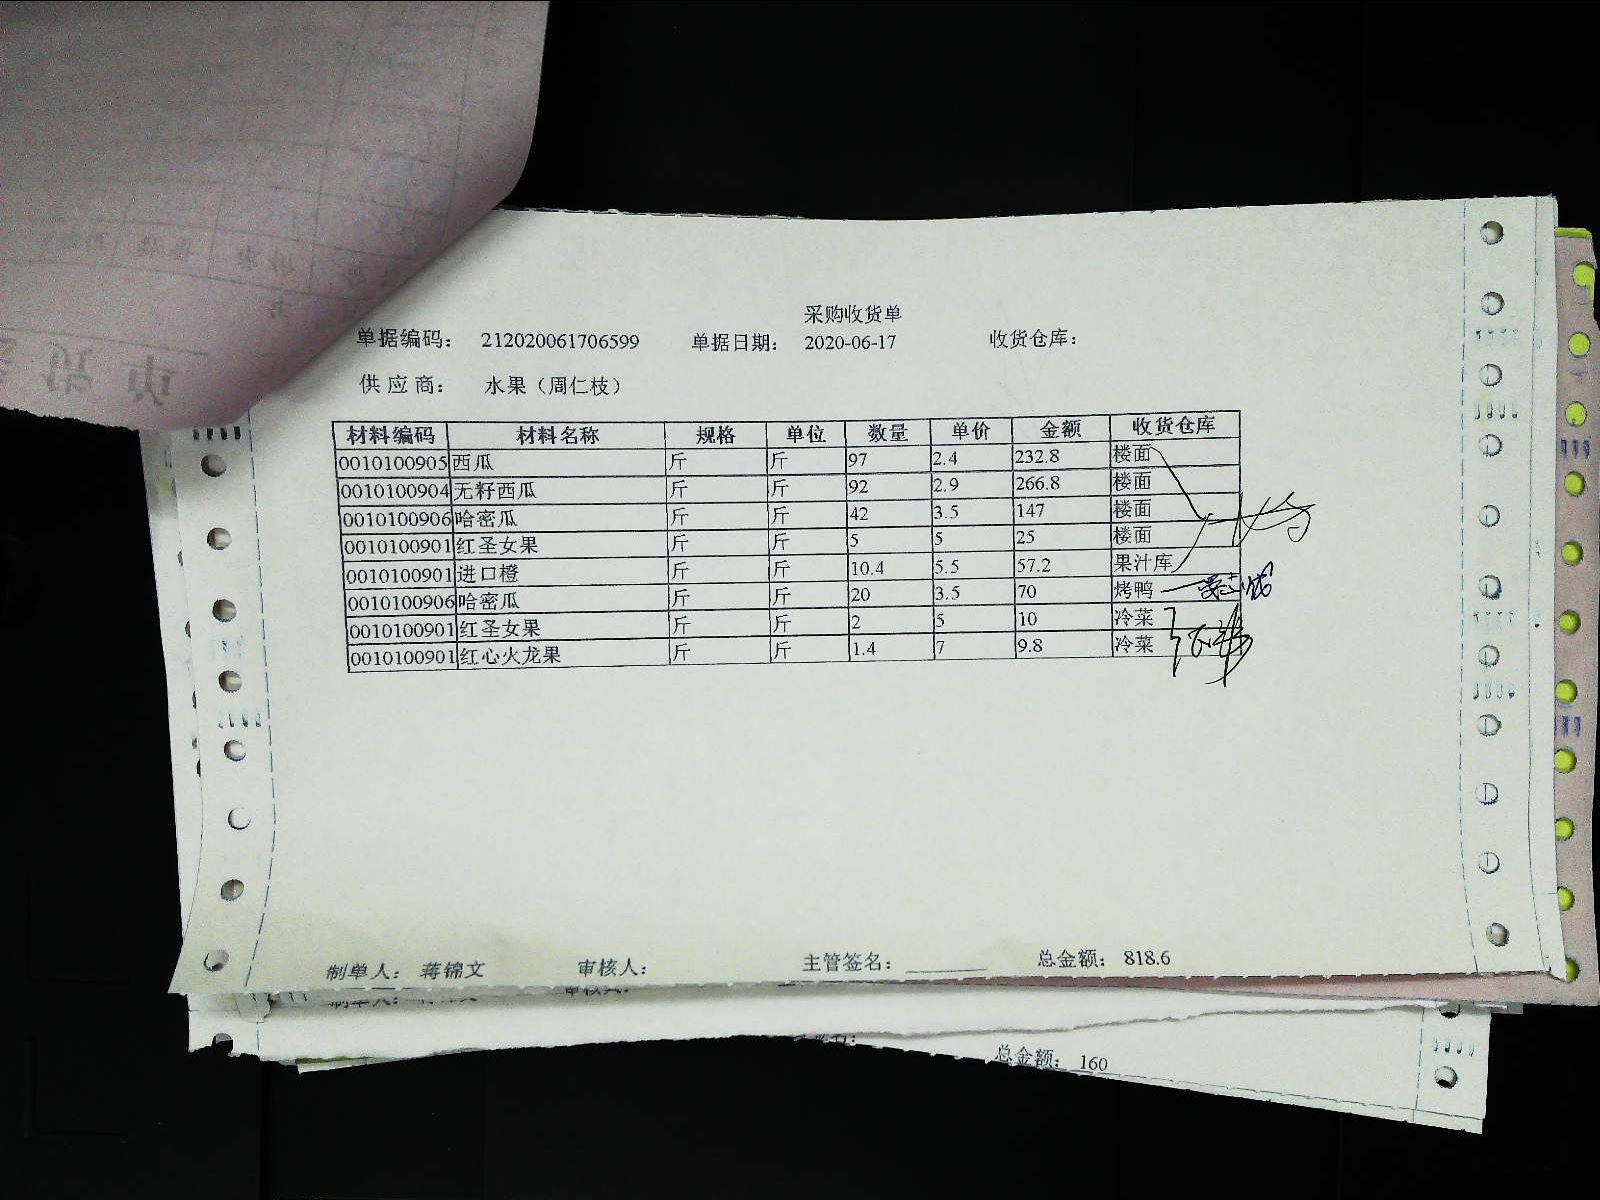 采购收货单
单据编码： 212020061706599 单据日期： 2020-06-17 收货仓库：
供 应 商： 水果（周仁枝）
材料编码 材料名称 规格 单位 数量 单价 金额 收货仓库
0010100905 西瓜 斤 斤 97 2.4 232.8 楼面
0010100904 无籽西瓜 斤 斤 92 2.9 266.8 楼面
0010100906 哈密瓜 斤 斤 42 3.5 147 楼面
0010100901 红圣女果 斤 斤 5 5 25 楼面
0010100901 进口橙 斤 斤 10.4 5.5 57.2 果汁库
0010100906 哈密瓜 斤 斤 20 3.5 70 烤鸭
0010100901 红圣女果 斤 斤 2 5 10 冷菜
0010100901 红心火龙果 斤 斤 1.4 7 9.8 冷菜
制单人： 蒋锦文 审核人： 主管签名： 总金额： 818.6
总金额： 160